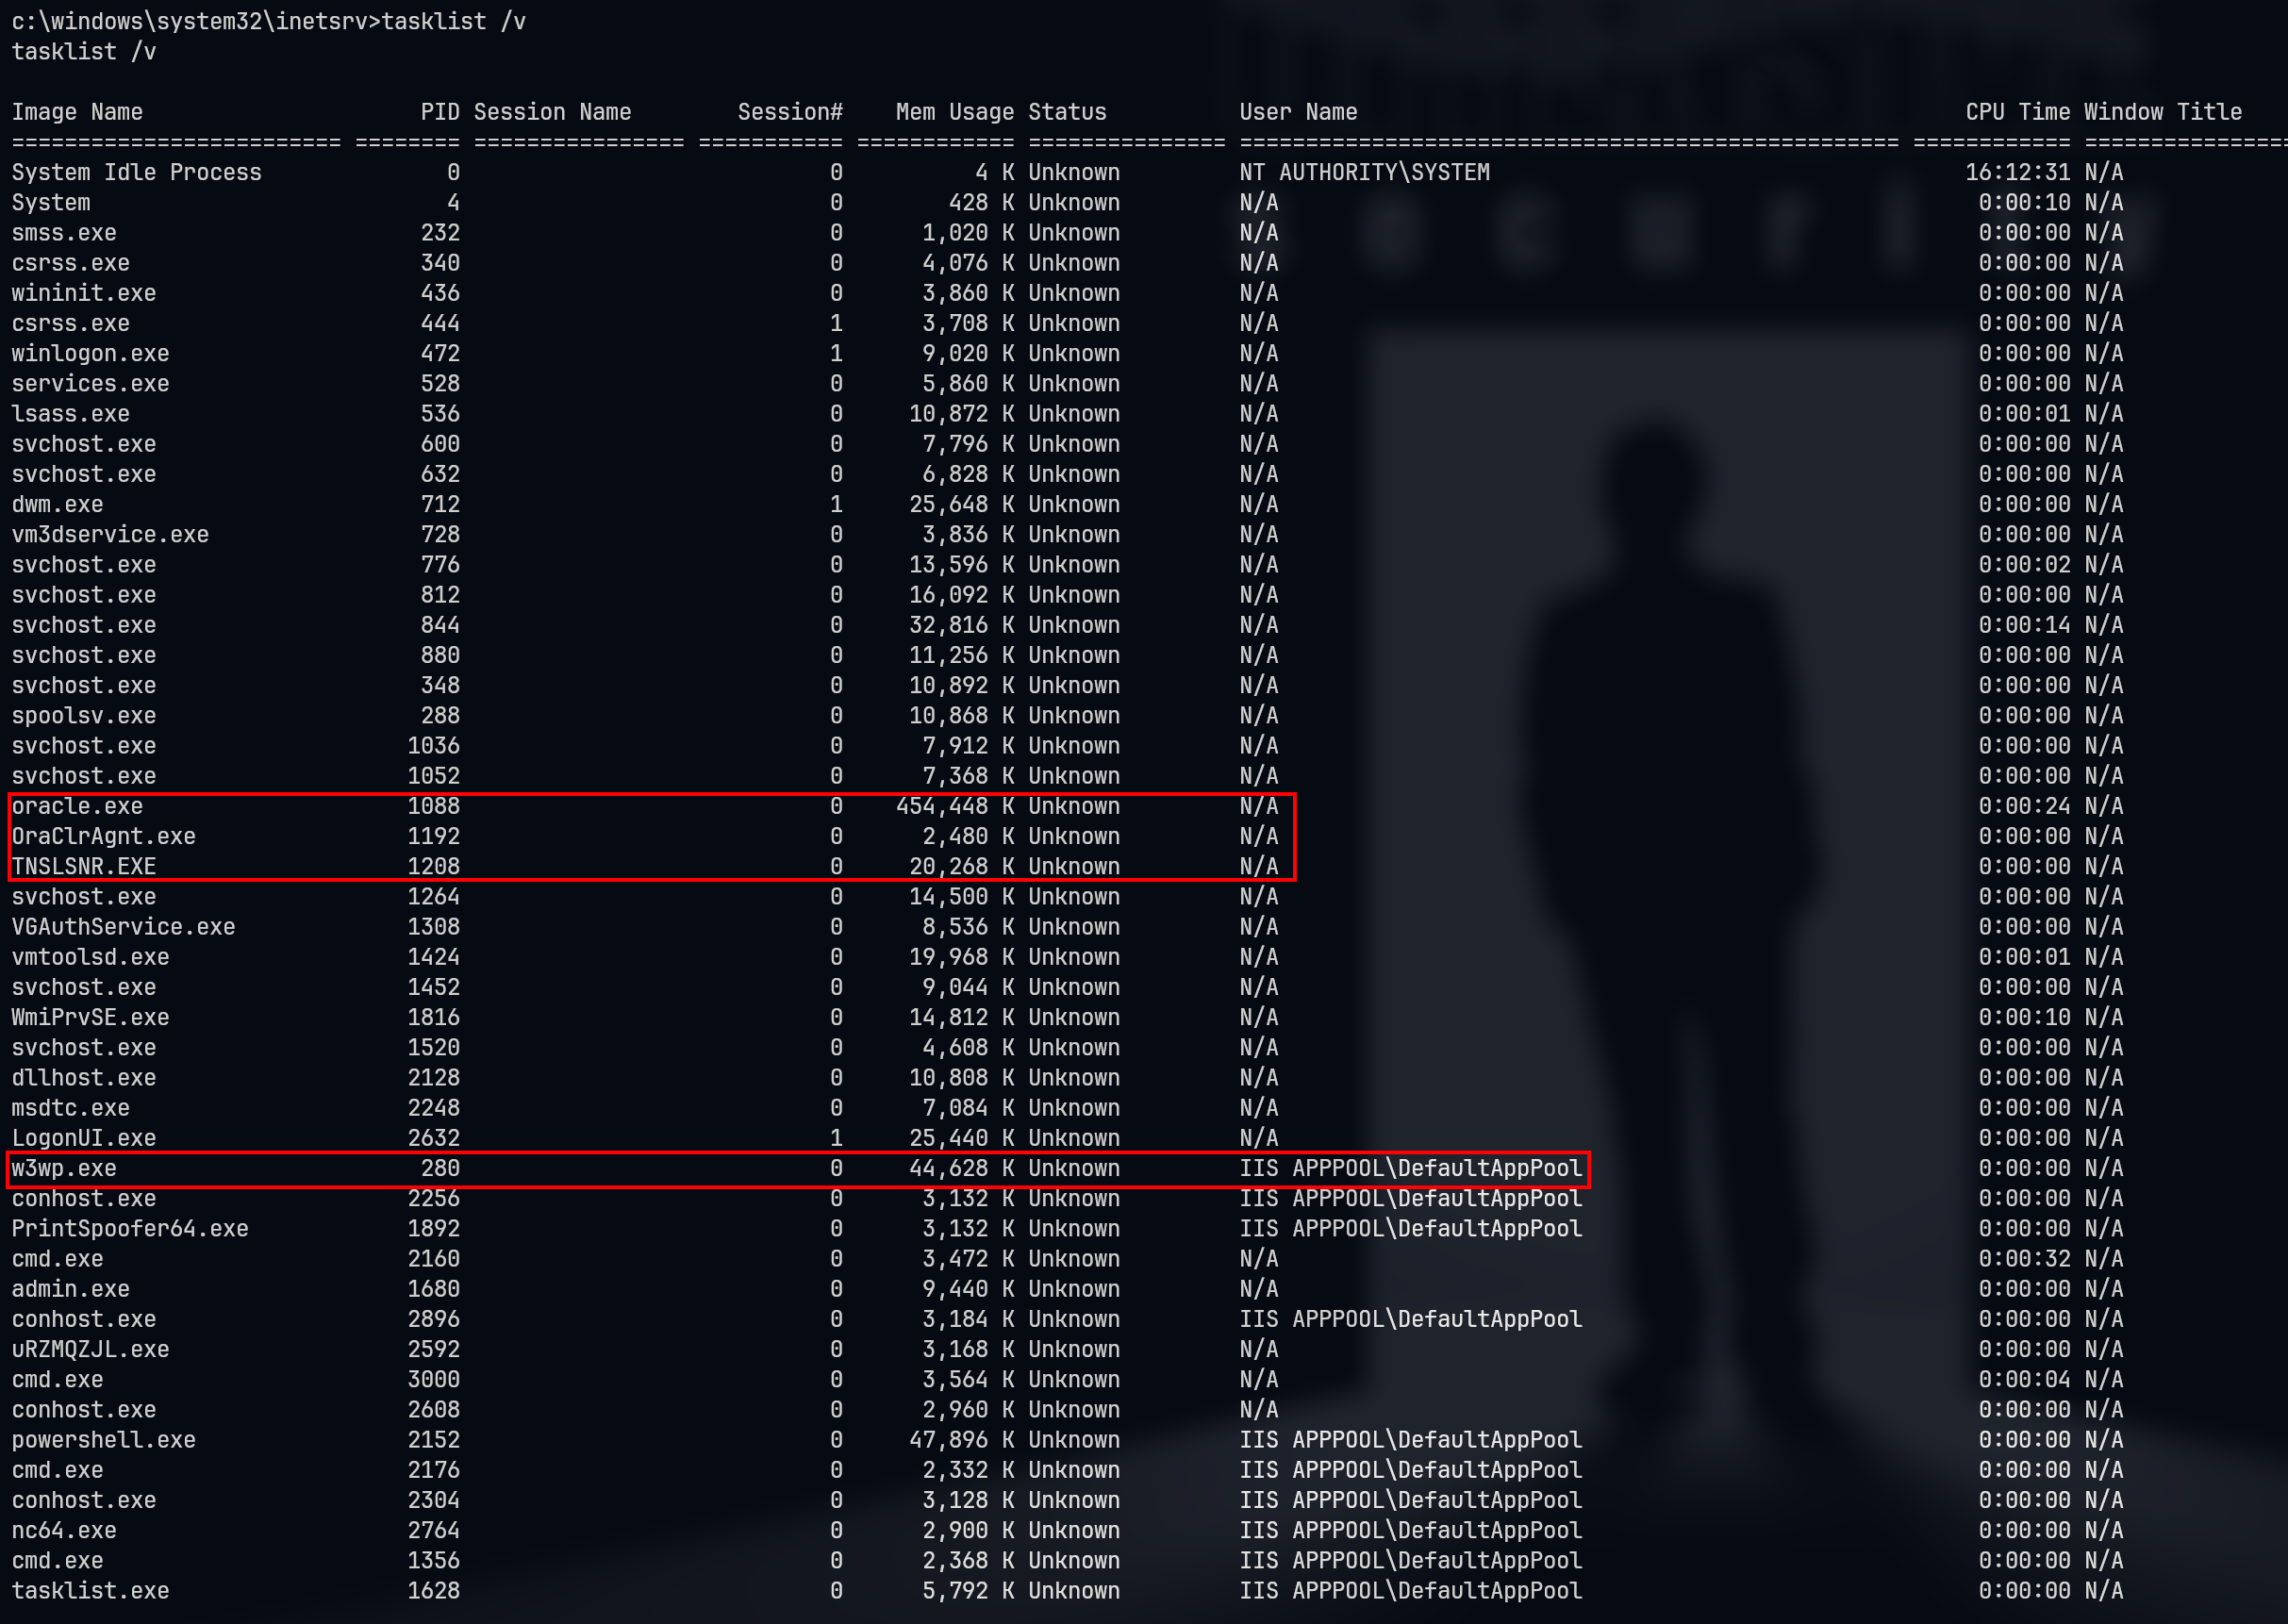 c:\windows\system32\inetsrv>tasklist /v
tasklist /v
Image Name                     PID Session Name        Session#    Mem Usage Status          User Name                                              CPU Time Window Title
========================= ======== ================ =========== ============ =============== ================================================== ============ ================
System Idle Process              0                            0          4 K Unknown         NT AUTHORITY\SYSTEM                                    16:12:31 N/A
System                           4                            0        428 K Unknown         N/A                                                     0:00:10 N/A
smss.exe                       232                            0      1,020 K Unknown         N/A                                                     0:00:00 N/A
csrss.exe                      340                            0      4,076 K Unknown         N/A                                                     0:00:00 N/A
wininit.exe                    436                            0      3,860 K Unknown         N/A                                                     0:00:00 N/A
csrss.exe                      444                            1      3,708 K Unknown         N/A                                                     0:00:00 N/A
winlogon.exe                   472                            1      9,020 K Unknown         N/A                                                     0:00:00 N/A
services.exe                   528                            0      5,860 K Unknown         N/A                                                     0:00:00 N/A
lsass.exe                      536                            0     10,872 K Unknown         N/A                                                     0:00:01 N/A
svchost.exe                    600                            0      7,796 K Unknown         N/A                                                     0:00:00 N/A
svchost.exe                    632                            0      6,828 K Unknown         N/A                                                     0:00:00 N/A
dwm.exe                        712                            1     25,648 K Unknown         N/A                                                     0:00:00 N/A
vm3dservice.exe                728                            0      3,836 K Unknown         N/A                                                     0:00:00 N/A
svchost.exe                    776                            0     13,596 K Unknown         N/A                                                     0:00:02 N/A
svchost.exe                    812                            0     16,092 K Unknown         N/A                                                     0:00:00 N/A
svchost.exe                    844                            0     32,816 K Unknown         N/A                                                     0:00:14 N/A
svchost.exe                    880                            0     11,256 K Unknown         N/A                                                     0:00:00 N/A
svchost.exe                    348                            0     10,892 K Unknown         N/A                                                     0:00:00 N/A
spoolsv.exe                    288                            0     10,868 K Unknown         N/A                                                     0:00:00 N/A
svchost.exe                   1036                            0      7,912 K Unknown         N/A                                                     0:00:00 N/A
svchost.exe                   1052                            0      7,368 K Unknown         N/A                                                     0:00:00 N/A
oracle.exe                    1088                            0    454,448 K Unknown         N/A                                                     0:00:24 N/A
OraClrAgnt.exe                1192                            0      2,480 K Unknown         N/A                                                     0:00:00 N/A
TNSLSNR.EXE                   1208                            0     20,268 K Unknown         N/A                                                     0:00:00 N/A
svchost.exe                   1264                            0     14,500 K Unknown         N/A                                                     0:00:00 N/A
VGAuthService.exe             1308                            0      8,536 K Unknown         N/A                                                     0:00:00 N/A
vmtoolsd.exe                  1424                            0     19,968 K Unknown         N/A                                                     0:00:01 N/A
svchost.exe                   1452                            0      9,044 K Unknown         N/A                                                     0:00:00 N/A
WmiPrvSE.exe                  1816                            0     14,812 K Unknown         N/A                                                     0:00:10 N/A
svchost.exe                   1520                            0      4,608 K Unknown         N/A                                                     0:00:00 N/A
dllhost.exe                   2128                            0     10,808 K Unknown         N/A                                                     0:00:00 N/A
msdtc.exe                     2248                            0      7,084 K Unknown         N/A                                                     0:00:00 N/A
LogonUI.exe                   2632                            1     25,440 K Unknown         N/A                                                     0:00:00 N/A
w3wp.exe                       280                            0     44,628 K Unknown         IIS APPPOOL\DefaultAppPool                              0:00:00 N/A
conhost.exe                   2256                            0      3,132 K Unknown         IIS APPPOOL\DefaultAppPool                              0:00:00 N/A
PrintSpoofer64.exe            1892                            0      3,132 K Unknown         IIS APPPOOL\DefaultAppPool                              0:00:00 N/A
cmd.exe                       2160                            0      3,472 K Unknown         N/A                                                     0:00:32 N/A
admin.exe                     1680                            0      9,440 K Unknown         N/A                                                     0:00:00 N/A
conhost.exe                   2896                            0      3,184 K Unknown         IIS APPPOOL\DefaultAppPool                              0:00:00 N/A
uRZMQZJL.exe                  2592                            0      3,168 K Unknown         N/A                                                     0:00:00 N/A
cmd.exe                       3000                            0      3,564 K Unknown         N/A                                                     0:00:04 N/A
conhost.exe                   2608                            0      2,960 K Unknown         N/A                                                     0:00:00 N/A
powershell.exe                2152                            0     47,896 K Unknown         IIS APPPOOL\DefaultAppPool                              0:00:00 N/A
cmd.exe                       2176                            0      2,332 K Unknown         IIS APPPOOL\DefaultAppPool                              0:00:00 N/A
conhost.exe                   2304                            0      3,128 K Unknown         IIS APPPOOL\DefaultAppPool                              0:00:00 N/A
nc64.exe                      2764                            0      2,900 K Unknown         IIS APPPOOL\DefaultAppPool                              0:00:00 N/A
cmd.exe                       1356                            0      2,368 K Unknown         IIS APPPOOL\DefaultAppPool                              0:00:00 N/A
tasklist.exe                  1628                            0      5,792 K Unknown         IIS APPPOOL\DefaultAppPool                              0:00:00 N/A